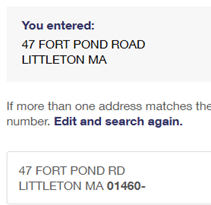 You entered:
47 FORT POND ROAD
LITTLETON MA
If more than one address matches the
number. Edit and search again.
47 FORT POND RD
LITTLETON MA 01460-